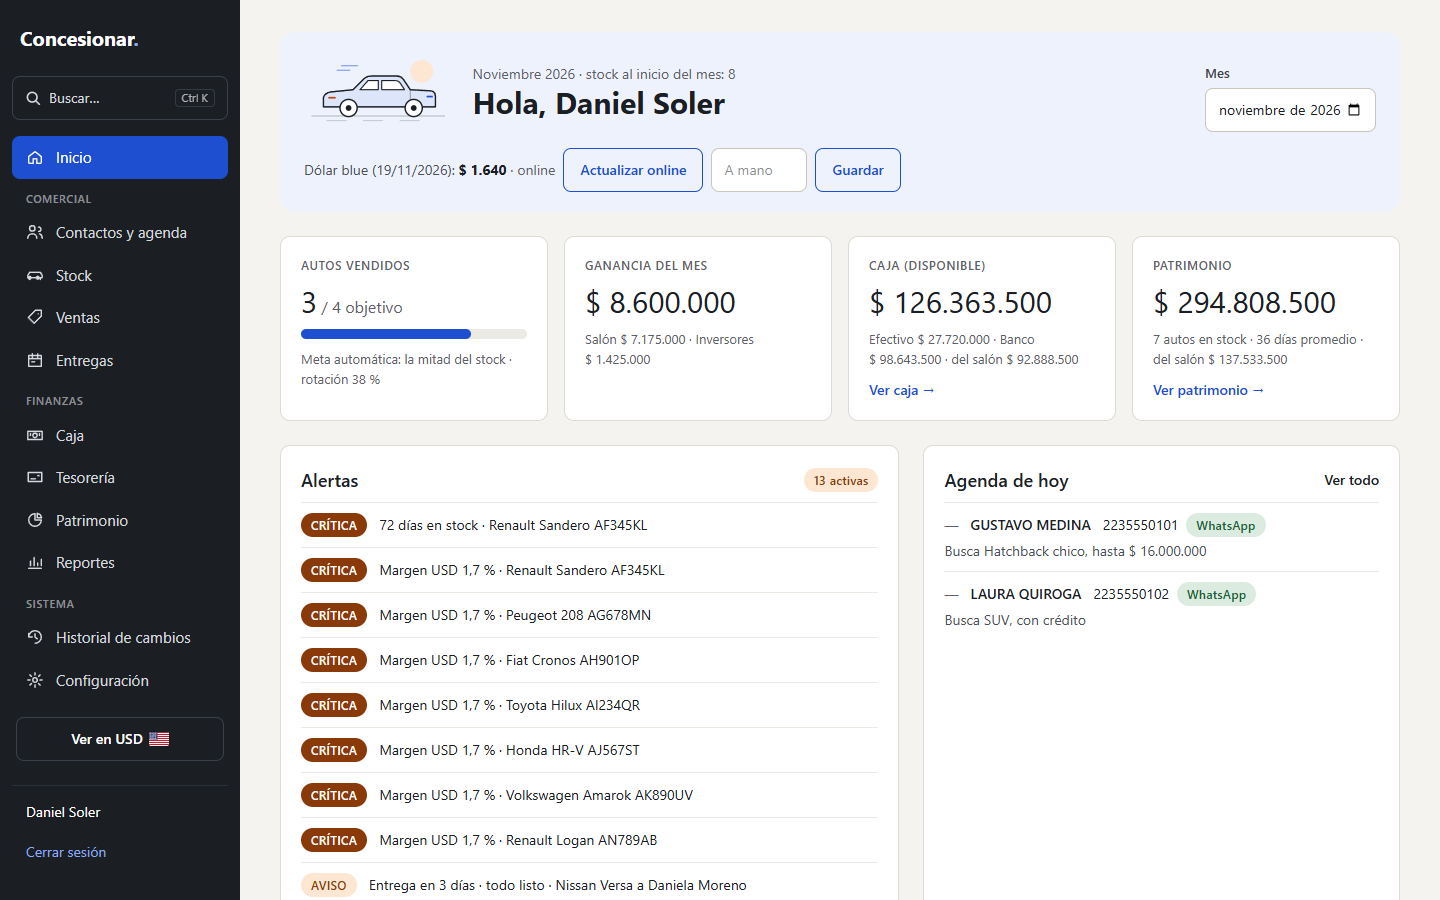 Concesionar.
Buscar...
Ctrl K
Inicio
COMERCIAL
Contactos y agenda
Stock
Ventas
Entregas
FINANZAS
Caja
Tesorería
Patrimonio
Reportes
SISTEMA
Historial de cambios
Configuración
Ver en USD
Daniel Soler
Cerrar sesión
Noviembre 2026 · stock al inicio del mes: 8
Hola, Daniel Soler
Mes
noviembre de 2026
Dólar blue (19/11/2026): $ 1.640 · online
Actualizar online
A mano
Guardar
AUTOS VENDIDOS
3 / 4 objetivo
Meta automática: la mitad del stock ·
rotación 38 %
GANANCIA DEL MES
$ 8.600.000
Salón $ 7.175.000 · Inversores
$ 1.425.000
CAJA (DISPONIBLE)
$ 126.363.500
Efectivo $ 27.720.000 · Banco
$ 98.643.500 · del salón $ 92.888.500
Ver caja →
PATRIMONIO
$ 294.808.500
7 autos en stock · 36 días promedio ·
del salón $ 137.533.500
Ver patrimonio →
Alertas
13 activas
CRÍTICA 72 días en stock · Renault Sandero AF345KL
CRÍTICA Margen USD 1,7 % · Renault Sandero AF345KL
CRÍTICA Margen USD 1,7 % · Peugeot 208 AG678MN
CRÍTICA Margen USD 1,7 % · Fiat Cronos AH901OP
CRÍTICA Margen USD 1,7 % · Toyota Hilux AI234QR
CRÍTICA Margen USD 1,7 % · Honda HR-V AJ567ST
CRÍTICA Margen USD 1,7 % · Volkswagen Amarok AK890UV
CRÍTICA Margen USD 1,7 % · Renault Logan AN789AB
AVISO Entrega en 3 días · todo listo · Nissan Versa a Daniela Moreno
Agenda de hoy
Ver todo
— GUSTAVO MEDINA 2235550101 WhatsApp
Busca Hatchback chico, hasta $ 16.000.000
— LAURA QUIROGA 2235550102 WhatsApp
Busca SUV, con crédito